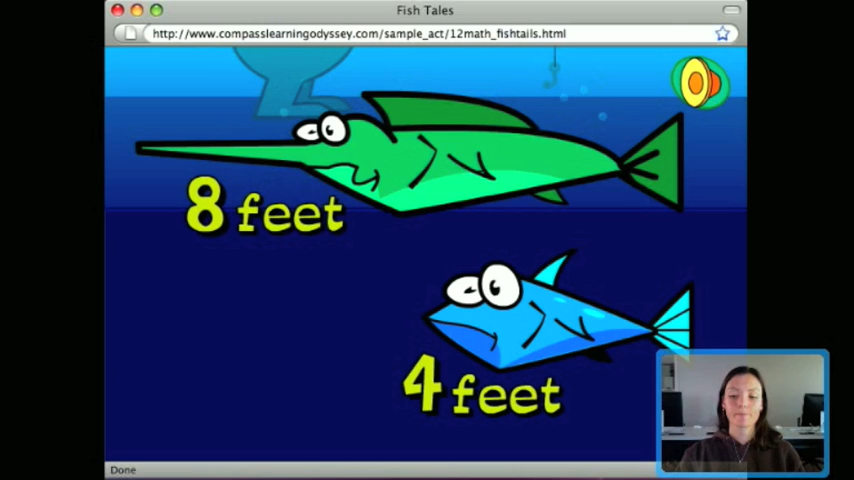 Fish Tales
http://www.compasslearningodyssey.com/sample_act/12math_fishtails.html
8 feet
4 feet
Done